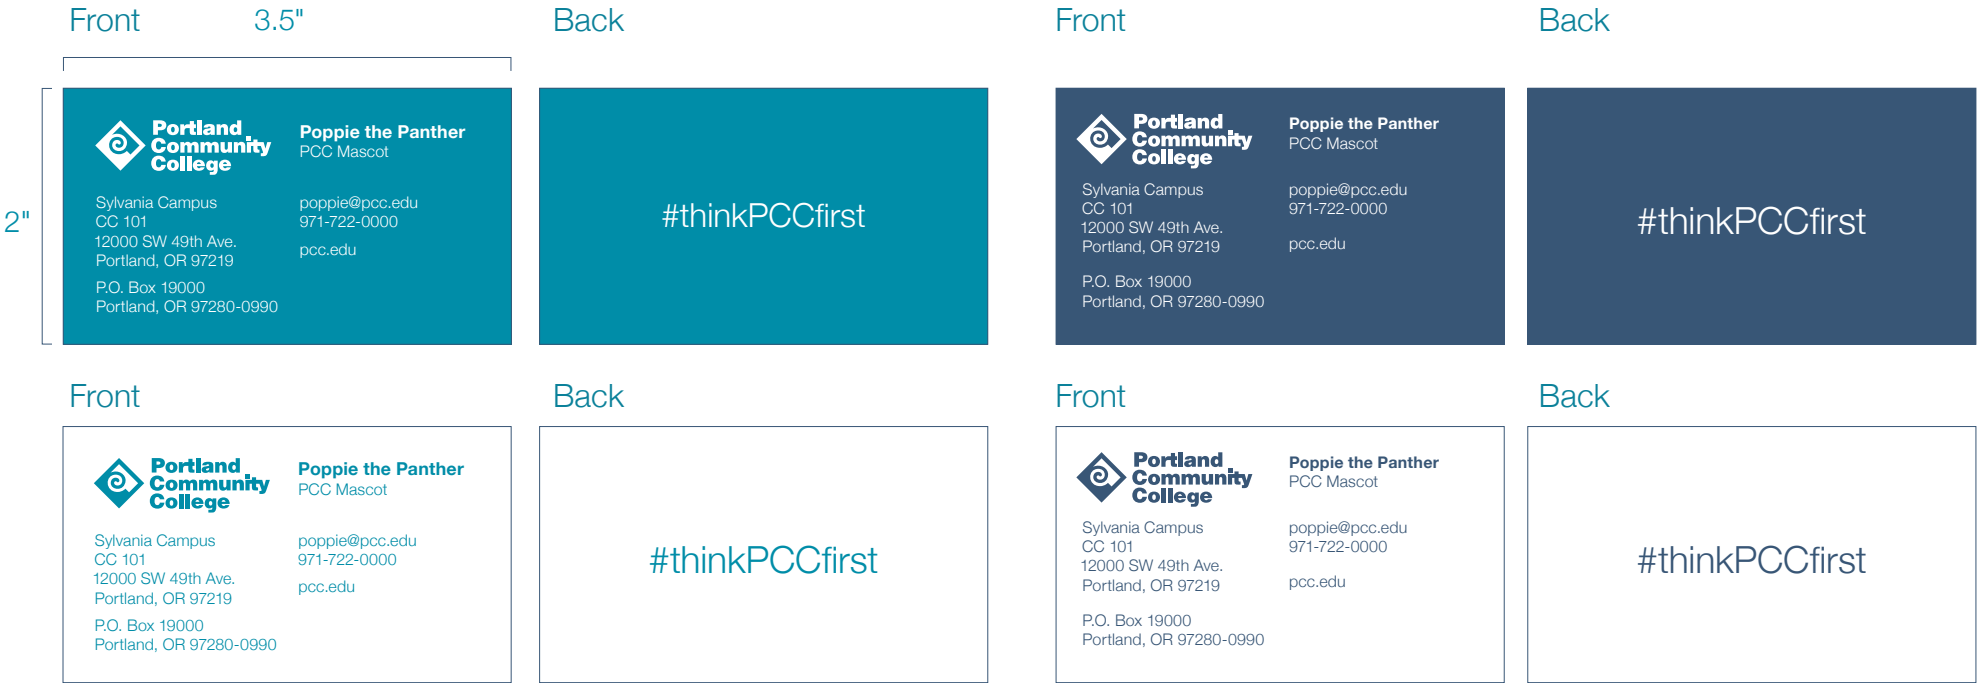 Front
3.5"
Back
Front
Back
2"
Portland
Community
College
Poppie the Panther
PCC Mascot
Sylvania Campus
CC 101
12000 SW 49th Ave.
Portland, OR 97219
P.O. Box 19000
Portland, OR 97280-0990
poppie@pcc.edu
971-722-0000
pcc.edu
#thinkPCCfirst
Portland
Community
College
Poppie the Panther
PCC Mascot
Sylvania Campus
CC 101
12000 SW 49th Ave.
Portland, OR 97219
P.O. Box 19000
Portland, OR 97280-0990
poppie@pcc.edu
971-722-0000
pcc.edu
#thinkPCCfirst
Front
Back
Front
Back
Portland
Community
College
Poppie the Panther
PCC Mascot
Sylvania Campus
CC 101
12000 SW 49th Ave.
Portland, OR 97219
P.O. Box 19000
Portland, OR 97280-0990
poppie@pcc.edu
971-722-0000
pcc.edu
#thinkPCCfirst
Portland
Community
College
Poppie the Panther
PCC Mascot
Sylvania Campus
CC 101
12000 SW 49th Ave.
Portland, OR 97219
P.O. Box 19000
Portland, OR 97280-0990
poppie@pcc.edu
971-722-0000
pcc.edu
#thinkPCCfirst